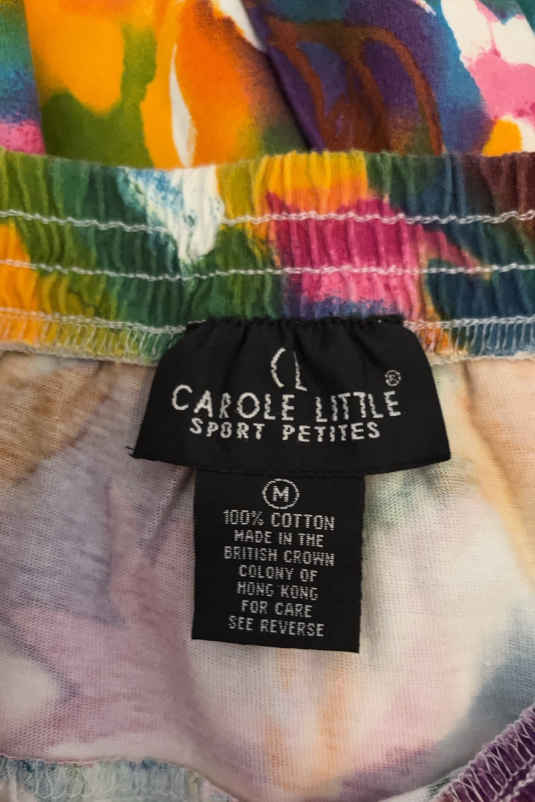 CL
CAROLE LITTLE ®
SPORT PETITES
M
100% COTTON
MADE IN THE
BRITISH CROWN
COLONY OF
HONG KONG
FOR CARE
SEE REVERSE